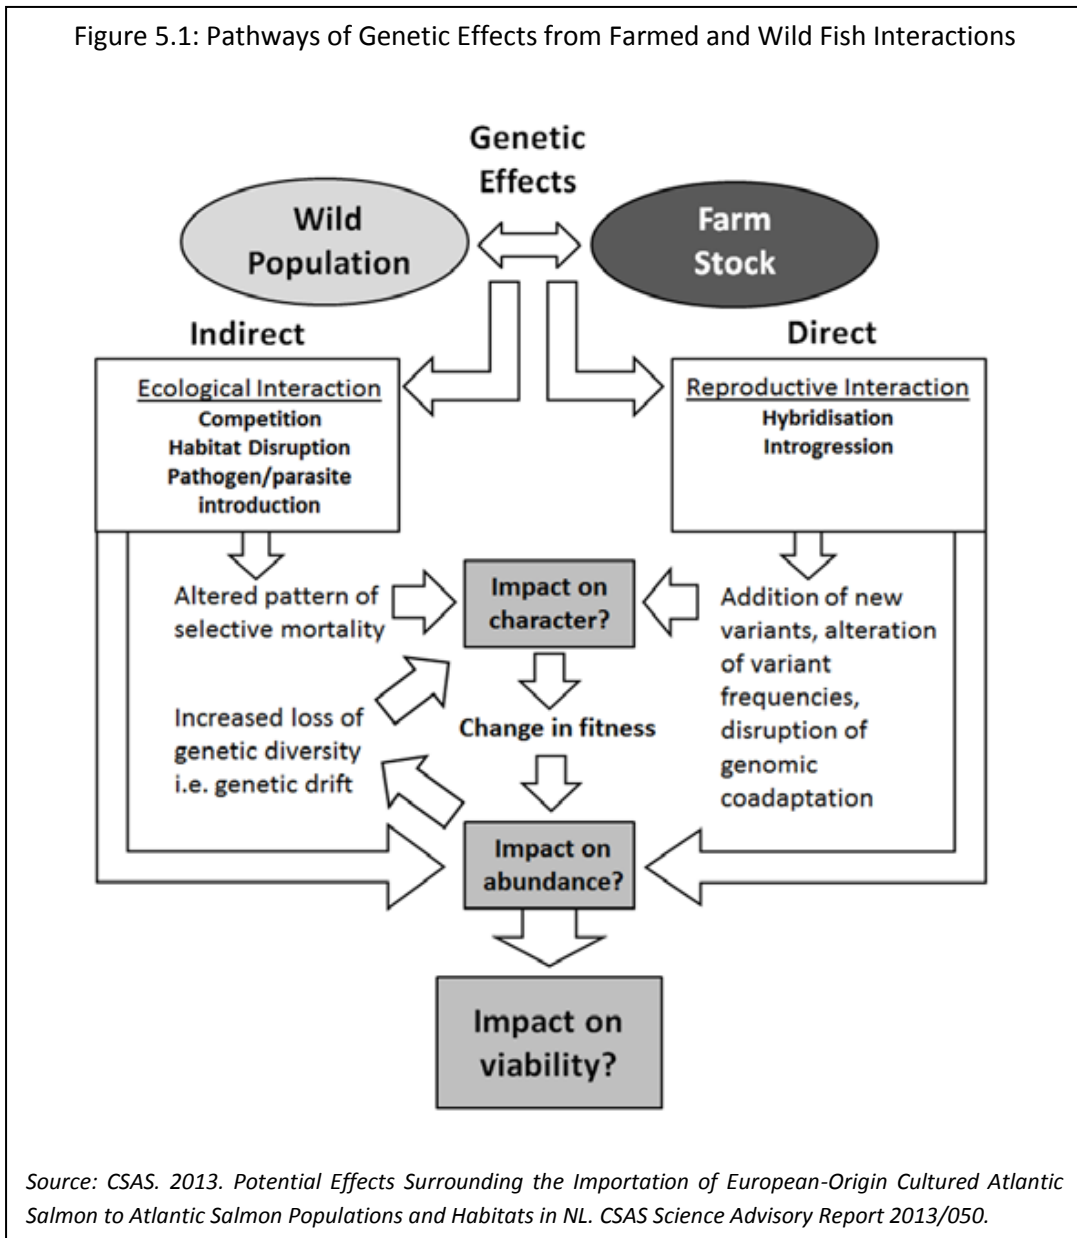 Figure 5.1: Pathways of Genetic Effects from Farmed and Wild Fish Interactions
Genetic
Effects
Wild
Population
Farm
Stock
Indirect
Direct
Ecological Interaction
Competition
Habitat Disruption
Pathogen/parasite
introduction
Reproductive Interaction
Hybridisation
Introgression
Altered pattern of
selective mortality
Impact on
character?
Addition of new
variants, alteration
of variant
frequencies,
disruption of
genomic
coadaptation
Increased loss of
genetic diversity
i.e. genetic drift
Change in fitness
Impact on
abundance?
Impact on
viability?
Source: CSAS. 2013. Potential Effects Surrounding the Importation of European-Origin Cultured Atlantic
Salmon to Atlantic Salmon Populations and Habitats in NL. CSAS Science Advisory Report 2013/050.